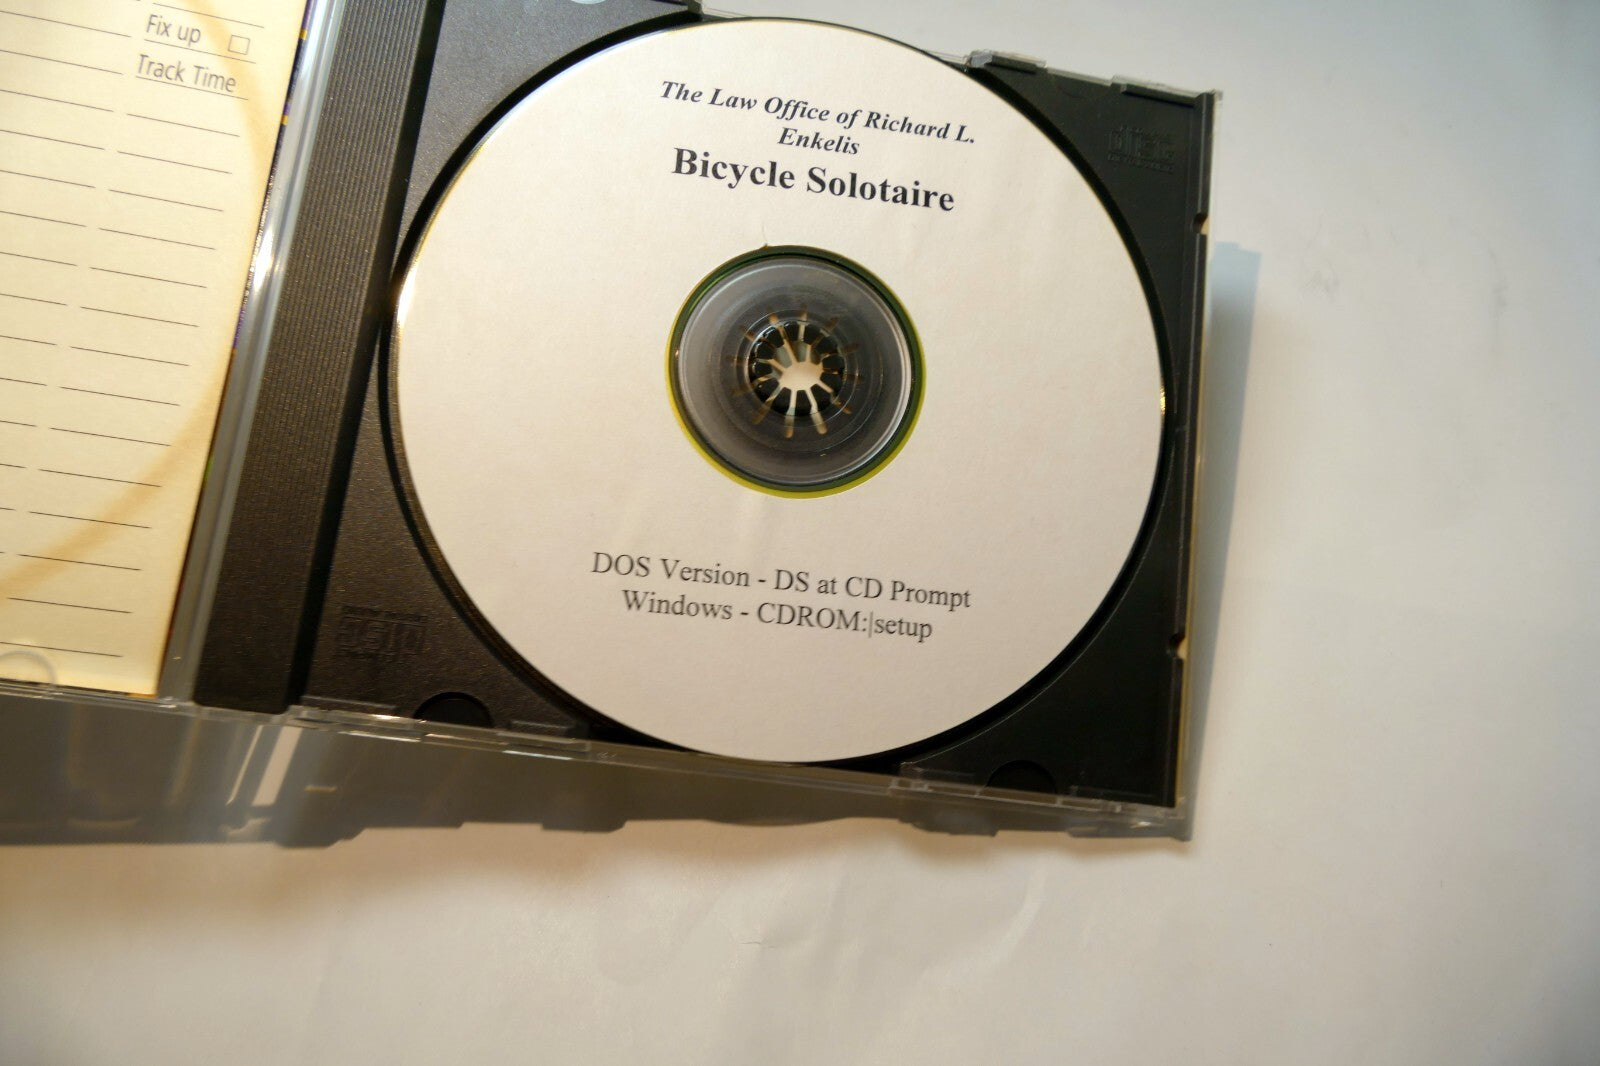 Fix up
Track Time
The Law Office of Richard L.
Enkelis
Bicycle Solotaire
DOS Version - DS at CD Prompt
Windows - CDROM:|setup